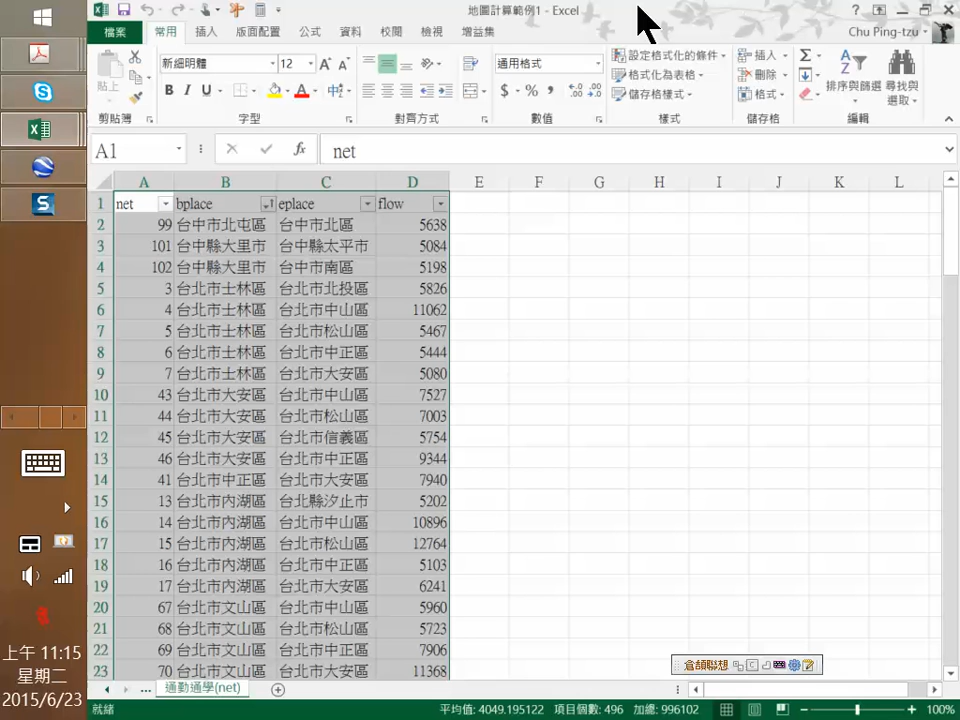 地圖計算範例1 - Excel
檔案 常用 插入 版面配置 公式 資料 校閱 檢視 增益集 Chu Ping-tzu
新細明體 12 通用格式 設定格式化的條件 插入
格式化為表格 刪除
貼上 B I U 中 $ % 儲存格樣式 格式 排序與篩選 尋找與選取
剪貼簿 字型 對齊方式 數值 樣式 儲存格 編輯
A1 fx net
A B C D E F G H I J K L
1 net bplace eplace flow
2 99 台中市北屯區 台中市北區 5638
3 101 台中縣大里市 台中縣太平市 5084
4 102 台中縣大里市 台中市南區 5198
5 3 台北市士林區 台北市北投區 5826
6 4 台北市士林區 台北市中山區 11062
7 5 台北市士林區 台北市松山區 5467
8 6 台北市士林區 台北市中正區 5444
9 7 台北市士林區 台北市大安區 5080
10 43 台北市大安區 台北市中山區 7527
11 44 台北市大安區 台北市松山區 7003
12 45 台北市大安區 台北市信義區 5754
13 46 台北市大安區 台北市中正區 9344
14 41 台北市中正區 台北市大安區 7940
15 13 台北市內湖區 台北縣汐止市 5202
16 14 台北市內湖區 台北市中山區 10896
17 15 台北市內湖區 台北市松山區 12764
18 16 台北市內湖區 台北市中正區 5103
19 17 台北市內湖區 台北市大安區 6241
20 67 台北市文山區 台北市中山區 5960
21 68 台北市文山區 台北市松山區 5723
22 69 台北市文山區 台北市中正區 7906
23 70 台北市文山區 台北市大安區 11368
倉頡聯想
... 通勤通學(net)
就緒 平均值: 4049.195122 項目個數: 496 加總: 996102 100%
上午 11:15
星期二
2015/6/23